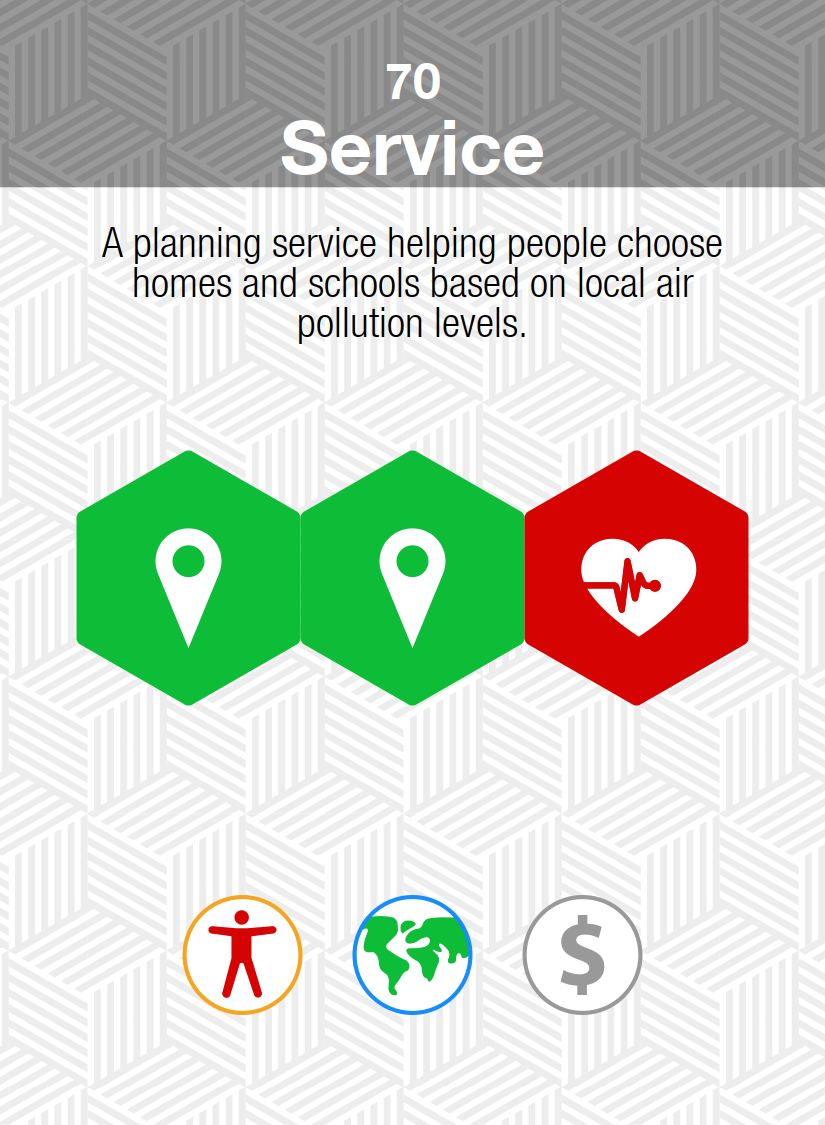 70
Service
A planning service helping people choose
homes and schools based on local air
pollution levels.
$